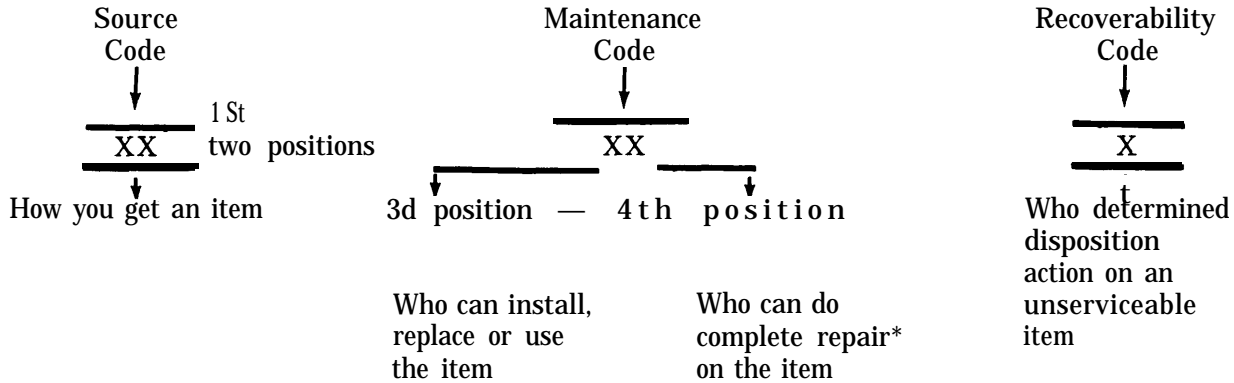 Source
Code
1 St
XX two positions
How you get an item
Maintenance
Code
XX
3d position — 4th position
Who can install,
replace or use
the item
Who can do
complete repair*
on the item
Recoverability
Code
X
t
Who determined
disposition
action on an
unserviceable
item